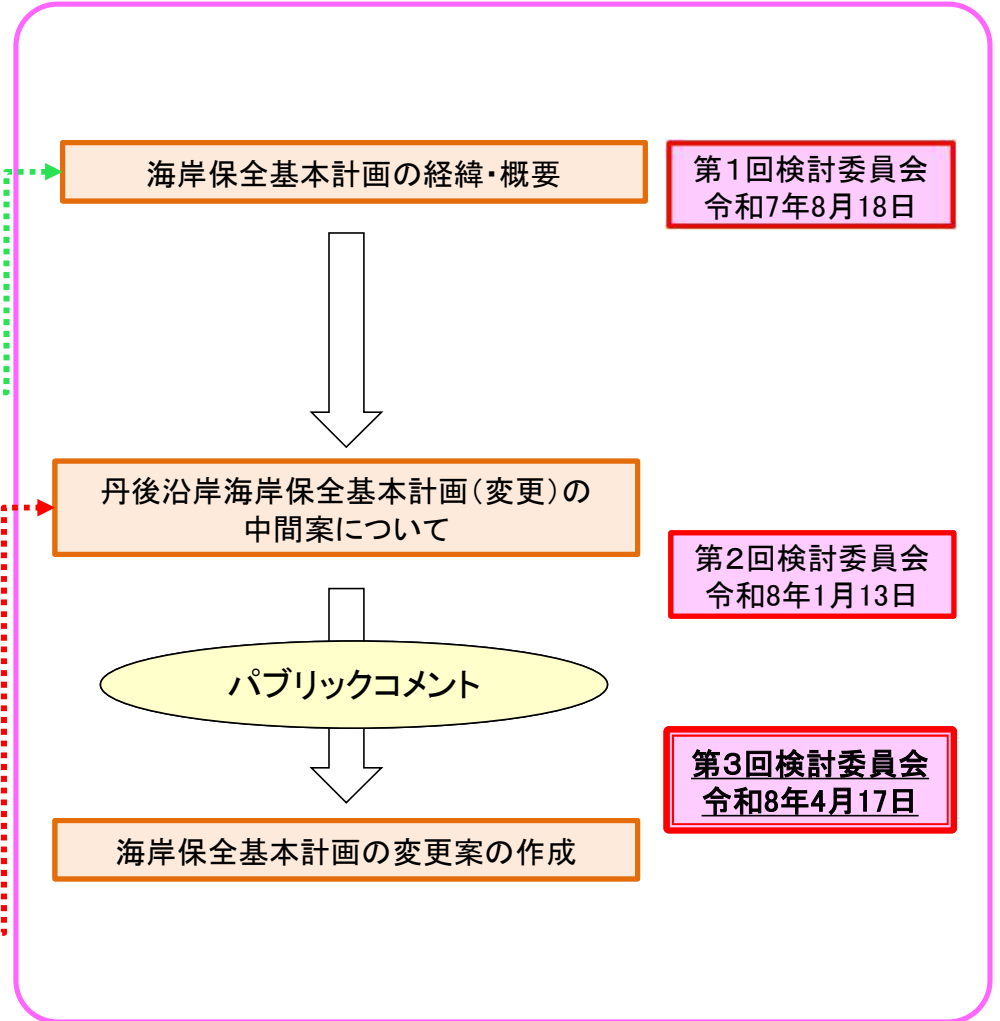 海岸保全基本計画の経緯・概要
第１回検討委員会
令和7年8月18日
丹後沿岸海岸保全基本計画（変更）の
中間案について
第２回検討委員会
令和8年1月13日
パブリックコメント
第３回検討委員会
令和8年4月17日
海岸保全基本計画の変更案の作成